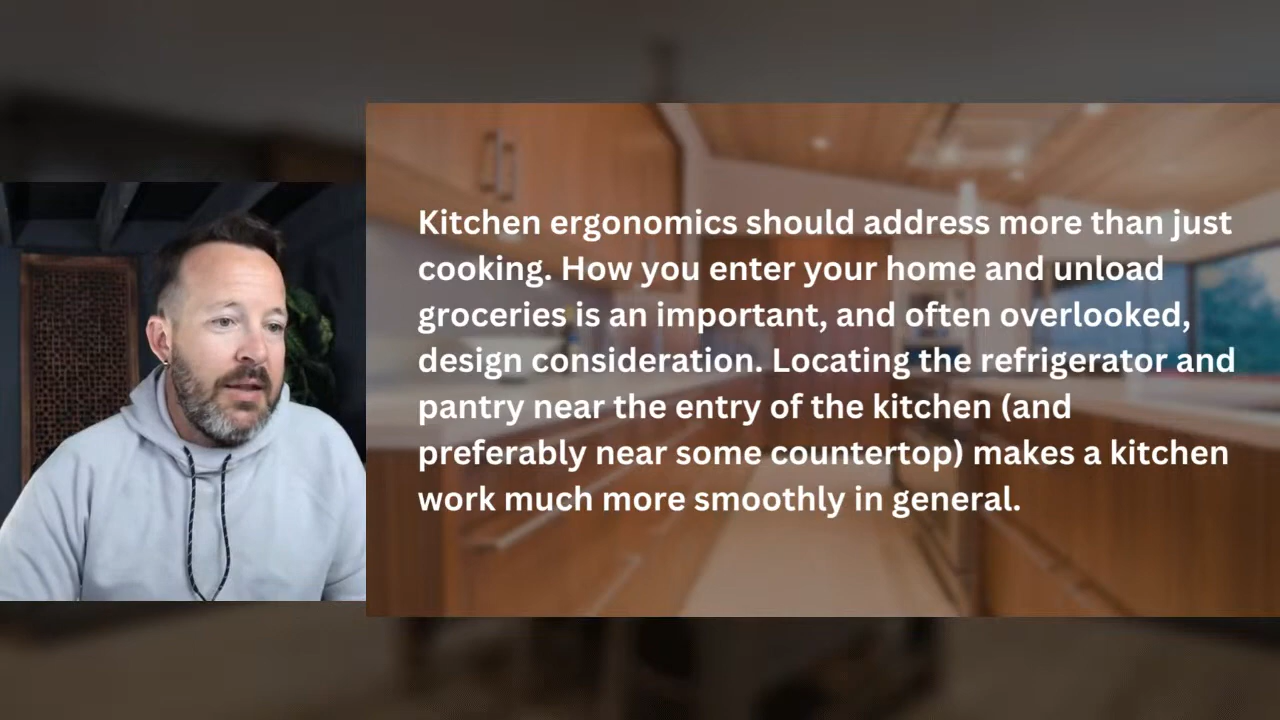 Kitchen ergonomics should address more than just
cooking. How you enter your home and unload
groceries is an important, and often overlooked,
design consideration. Locating the refrigerator and
pantry near the entry of the kitchen (and
preferably near some countertop) makes a kitchen
work much more smoothly in general.